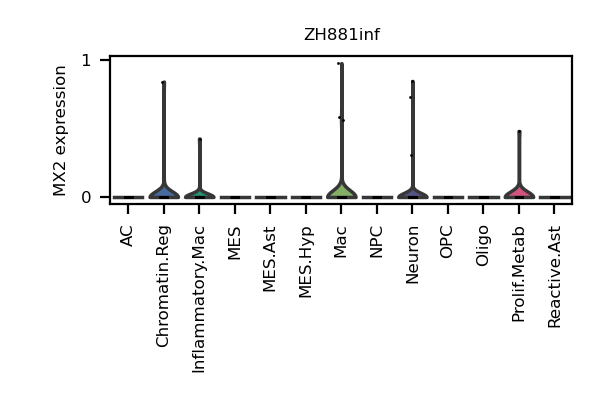 ZH881inf
MX2 expression
1
0
AC
Chromatin.Reg
Inflammatory.Mac
MES
MES.Ast
MES.Hyp
Mac
NPC
Neuron
OPC
Oligo
Prolif.Metab
Reactive.Ast